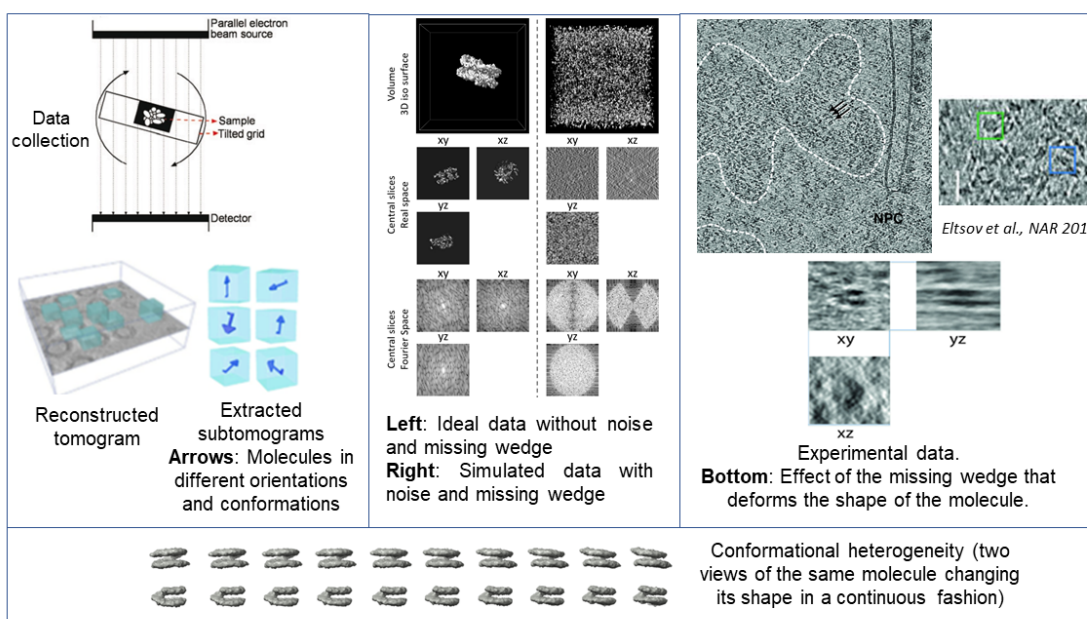 Parallel electron
beam source
Data
collection
Sample
Tilted grid
Detector
Reconstructed
tomogram
Extracted
subtomograms
Arrows: Molecules in
different orientations
and conformations
Volume
3D iso surface
xy
xz
xy
xz
Central slices
Real space
yz
yz
xy
xz
xy
xz
Central slices
Fourier Space
yz
yz
Left: Ideal data without noise
and missing wedge
Right: Simulated data with
noise and missing wedge
NPC
Eltsov et al., NAR 201
xy
yz
xz
Experimental data.
Bottom: Effect of the missing wedge that
deforms the shape of the molecule.
Conformational heterogeneity (two
views of the same molecule changing
its shape in a continuous fashion)